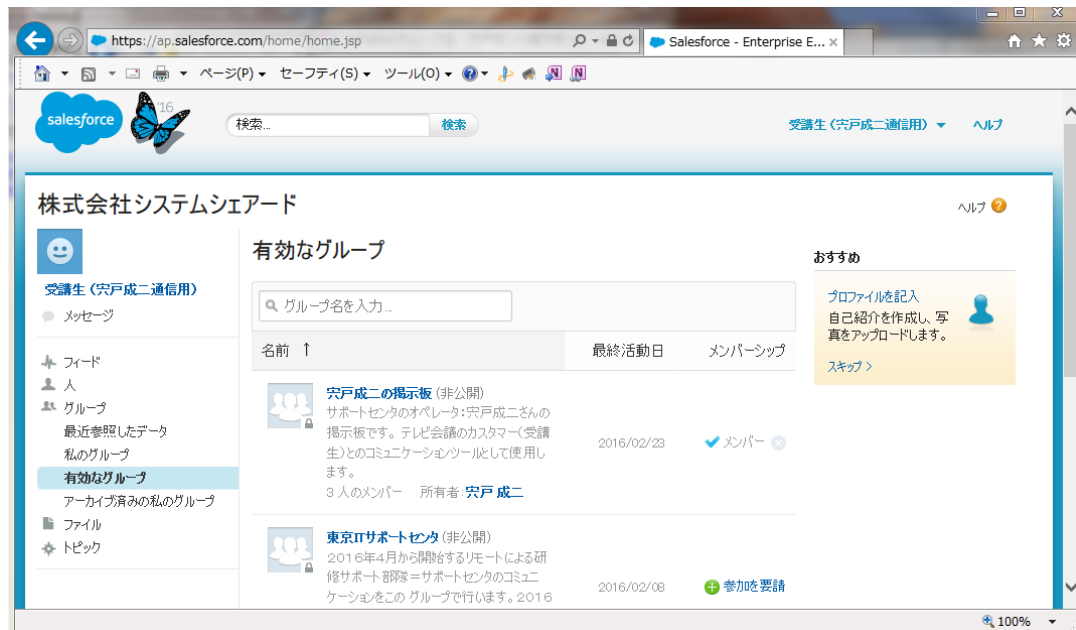 https://ap.salesforce.com/home/home.jsp
Salesforce - Enterprise E...
ページ(P) セーフティ(S) ツール(O)
salesforce
'16
検索...
検索
受講生(宍戸成二通信用)
ヘルプ
株式会社システムシェアード
ヘルプ
受講生(宍戸成二通信用)
メッセージ
フィード
人
グループ
最近参照したデータ
私のグループ
有効なグループ
アーカイブ済みの私のグループ
ファイル
トピック
有効なグループ
グループ名を入力...
名前 ↑ 最終活動日 メンバーシップ
宍戸成二の掲示板 (非公開)
サポートセンタのオペレータ:宍戸成二さんの
掲示板です。テレビ会議のカスタマー(受講
生)とのコミュニケーションツールとして使用し
ます。
3人のメンバー 所有者:宍戸 成二
2016/02/23
メンバー
東京ITサポートセンタ (非公開)
2016年4月から開始するリモートによる研
修サポート部隊=サポートセンタのコミュニ
ケーションをこの グループで行います。2016
2016/02/08
参加を要請
おすすめ
プロファイルを記入
自己紹介を作成し、写
真をアップロードします。
スキップ >
100%